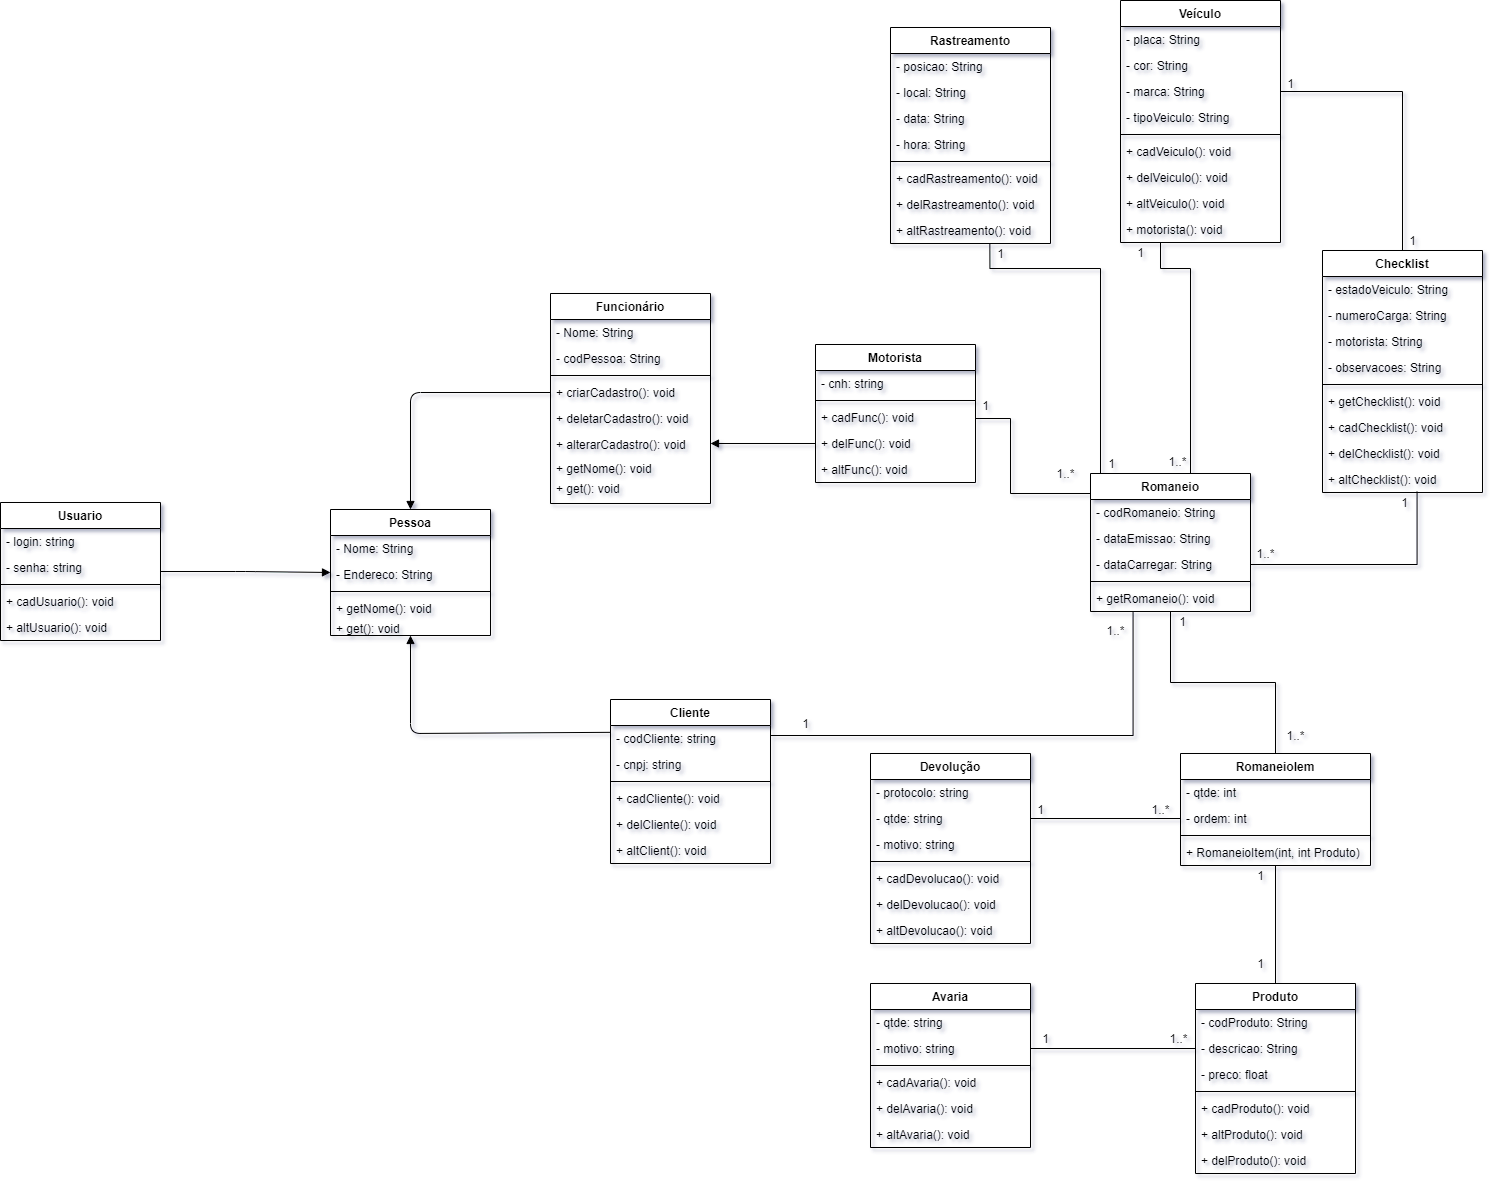 Veículo
- placa: String
- cor: String
- marca: String
- tipoVeiculo: String
+ cadVeiculo(): void
+ delVeiculo(): void
+ altVeiculo(): void
+ motorista(): void
1
1
1
Rastreamento
- posicao: String
- local: String
- data: String
- hora: String
+ cadRastreamento(): void
+ delRastreamento(): void
+ altRastreamento(): void
1
Checklist
- estadoVeiculo: String
- numeroCarga: String
- motorista: String
- observacoes: String
+ getChecklist(): void
+ cadChecklist(): void
+ delChecklist(): void
+ altChecklist(): void
1
1..*
Funcionário
- Nome: String
- codPessoa: String
+ criarCadastro(): void
+ deletarCadastro(): void
+ alterarCadastro(): void
+ getNome(): void
+ get(): void
Motorista
- cnh: string
+ cadFunc(): void
+ delFunc(): void
+ altFunc(): void
1
1..*
1
1..*
Romaneio
- codRomaneio: String
- dataEmissao: String
- dataCarregar: String
+ getRomaneio(): void
1..*
1
Usuario
- login: string
- senha: string
+ cadUsuario(): void
+ altUsuario(): void
Pessoa
- Nome: String
- Endereco: String
+ getNome(): void
+ get(): void
Cliente
- codCliente: string
- cnpj: string
+ cadCliente(): void
+ delCliente(): void
+ altClient(): void
1
1..*
Devolução
- protocolo: string
- qtde: string
- motivo: string
+ cadDevolucao(): void
+ delDevolucao(): void
+ altDevolucao(): void
1
1..*
RomaneioIem
- qtde: int
- ordem: int
+ RomaneioItem(int, int Produto)
1
1
Avaria
- qtde: string
- motivo: string
+ cadAvaria(): void
+ delAvaria(): void
+ altAvaria(): void
1
1..*
Produto
- codProduto: String
- descricao: String
- preco: float
+ cadProduto(): void
+ altProduto(): void
+ delProduto(): void